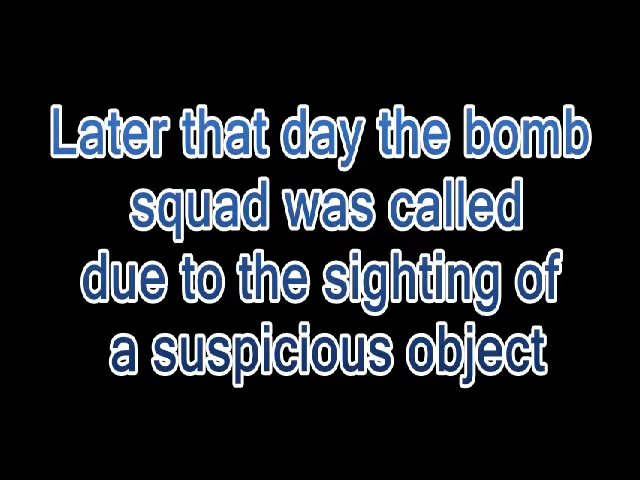 Later that day the bomb
squad was called
due to the sighting of
a suspicious object